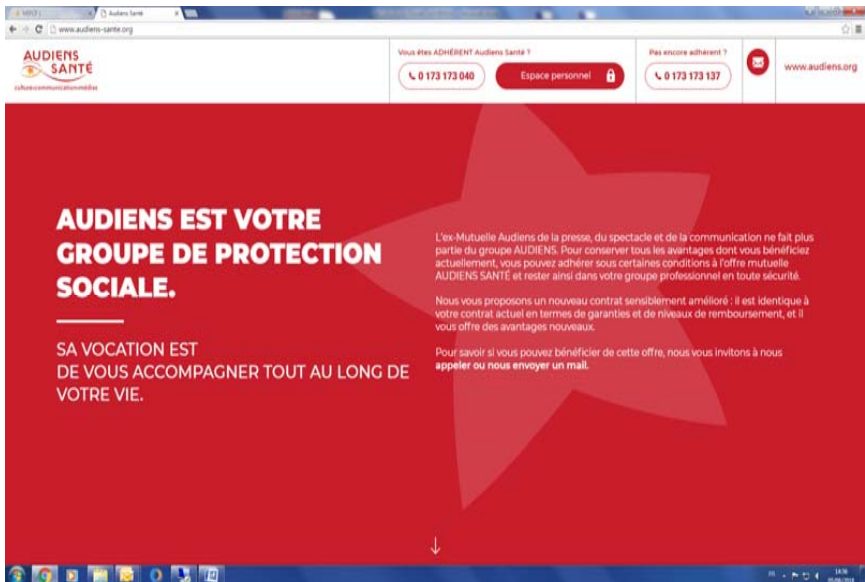 Audiens Santé
www.audiens-sante.org
AUDIENS
SANTÉ
culture-communication-médias
Vous êtes ADHÉRENT Audiens Santé ?
0 173 173 040
Espace personnel
Pas encore adhérent ?
0 173 173 137
www.audiens.org
AUDIENS EST VOTRE
GROUPE DE PROTECTION
SOCIALE.
SA VOCATION EST
DE VOUS ACCOMPAGNER TOUT AU LONG DE
VOTRE VIE.
L'ex-Mutuelle Audiens de la presse, du spectacle et de la communication ne fait plus
partie du groupe AUDIENS. Pour conserver tous les avantages dont vous bénéficiez
actuellement, vous pouvez adhérer sous certaines conditions à l'offre mutuelle
AUDIENS SANTÉ et rester ainsi dans votre groupe professionnel en toute sécurité.
Nous vous proposons un nouveau contrat sensiblement amélioré : il est identique à
votre contrat actuel en termes de garanties et de niveaux de remboursement, et il
vous offre des avantages nouveaux.
Pour savoir si vous pouvez bénéficier de cette offre, nous vous invitons à nous
appeler ou nous envoyer un mail.
FR